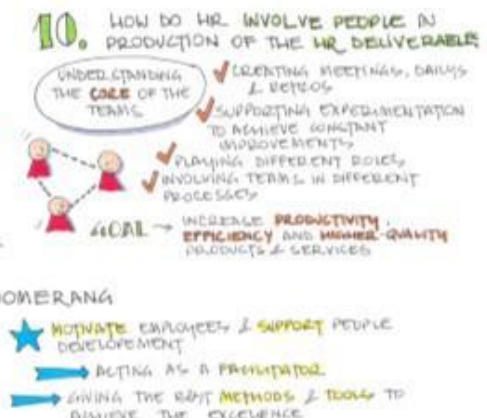 10. HOW DO HR INVOLVE PEOPLE IN
PRODUCTION OF THE HR DELIVERABLES
UNDERSTANDING
THE CORE OF THE
TEAMS
CREATING MEETINGS, DAILYS
& RETROS
SUPPORTING EXPERIMENTATION
TO ACHIEVE CONSTANT
IMPROVEMENTS
PLAYING DIFFERENT ROLES
INVOLVING TEAMS IN DIFFERENT
PROCESSES
GOAL → INCREASE PRODUCTIVITY,
EFFICIENCY AND HIGHER-QUALITY
PRODUCTS & SERVICES
OMERANG
MOTIVATE EMPLOYEES & SUPPORT PEOPLE
DEVELOPEMENT
ACTING AS A FACILITATOR
GIVING THE BEST METHODS & TOOLS TO
ACHIEVE THE EXCELENCE